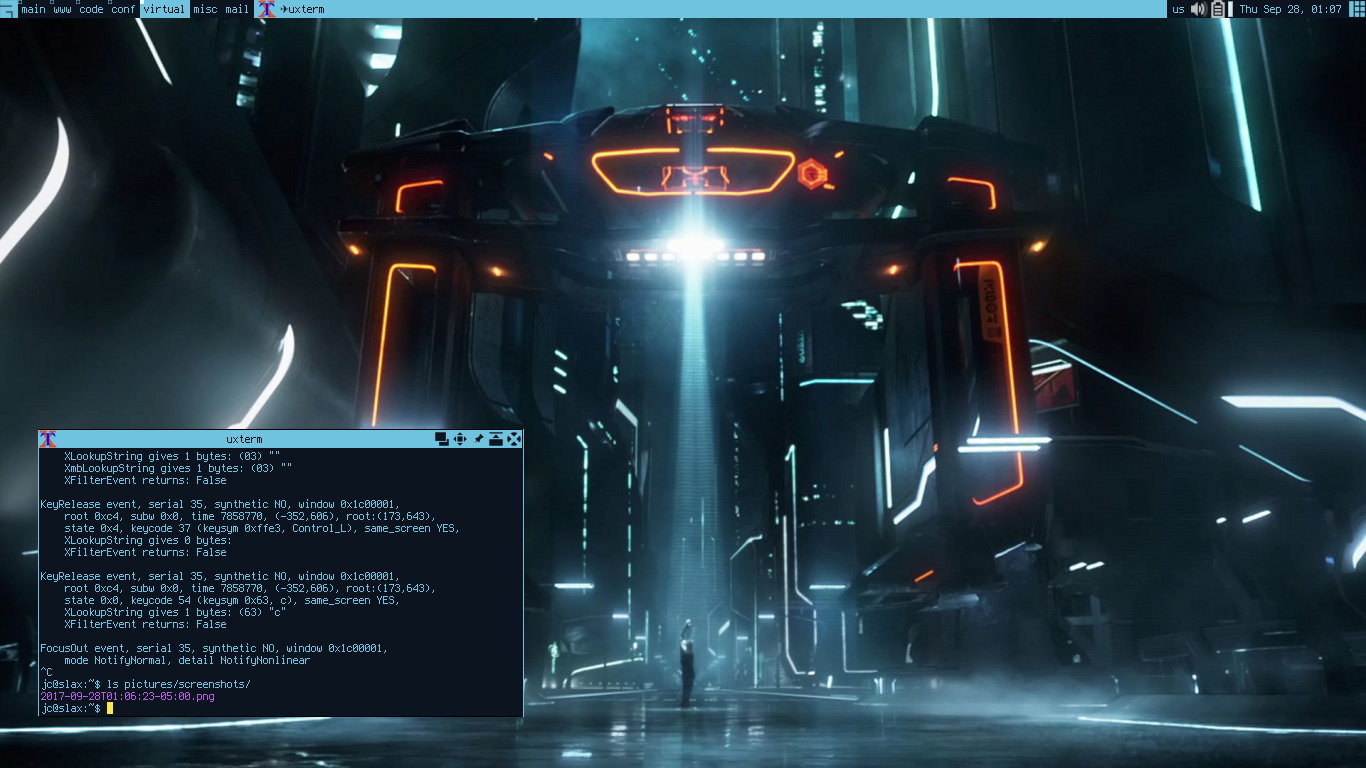 main www code conf virtual misc mail ✈uxterm us Thu Sep 28, 01:07
uxterm
XLookupString gives 1 bytes: (03) ""
XmbLookupString gives 1 bytes: (03) ""
XFilterEvent returns: False
KeyRelease event, serial 35, synthetic NO, window 0x1c00001,
root 0xc4, subw 0x0, time 7858770, (-352,606), root:(173,643),
state 0x4, keycode 37 (keysym 0xffe3, Control_L), same_screen YES,
XLookupString gives 0 bytes:
XFilterEvent returns: False
KeyRelease event, serial 35, synthetic NO, window 0x1c00001,
root 0xc4, subw 0x0, time 7858770, (-352,606), root:(173,643),
state 0x0, keycode 54 (keysym 0x63, c), same_screen YES,
XLookupString gives 1 bytes: (63) "c"
XFilterEvent returns: False
FocusOut event, serial 35, synthetic NO, window 0x1c00001,
mode NotifyNormal, detail NotifyNonlinear
^C
jc@slax:~$ ls pictures/screenshots/
2017-09-28T01:06:23-05:00.png
jc@slax:~$